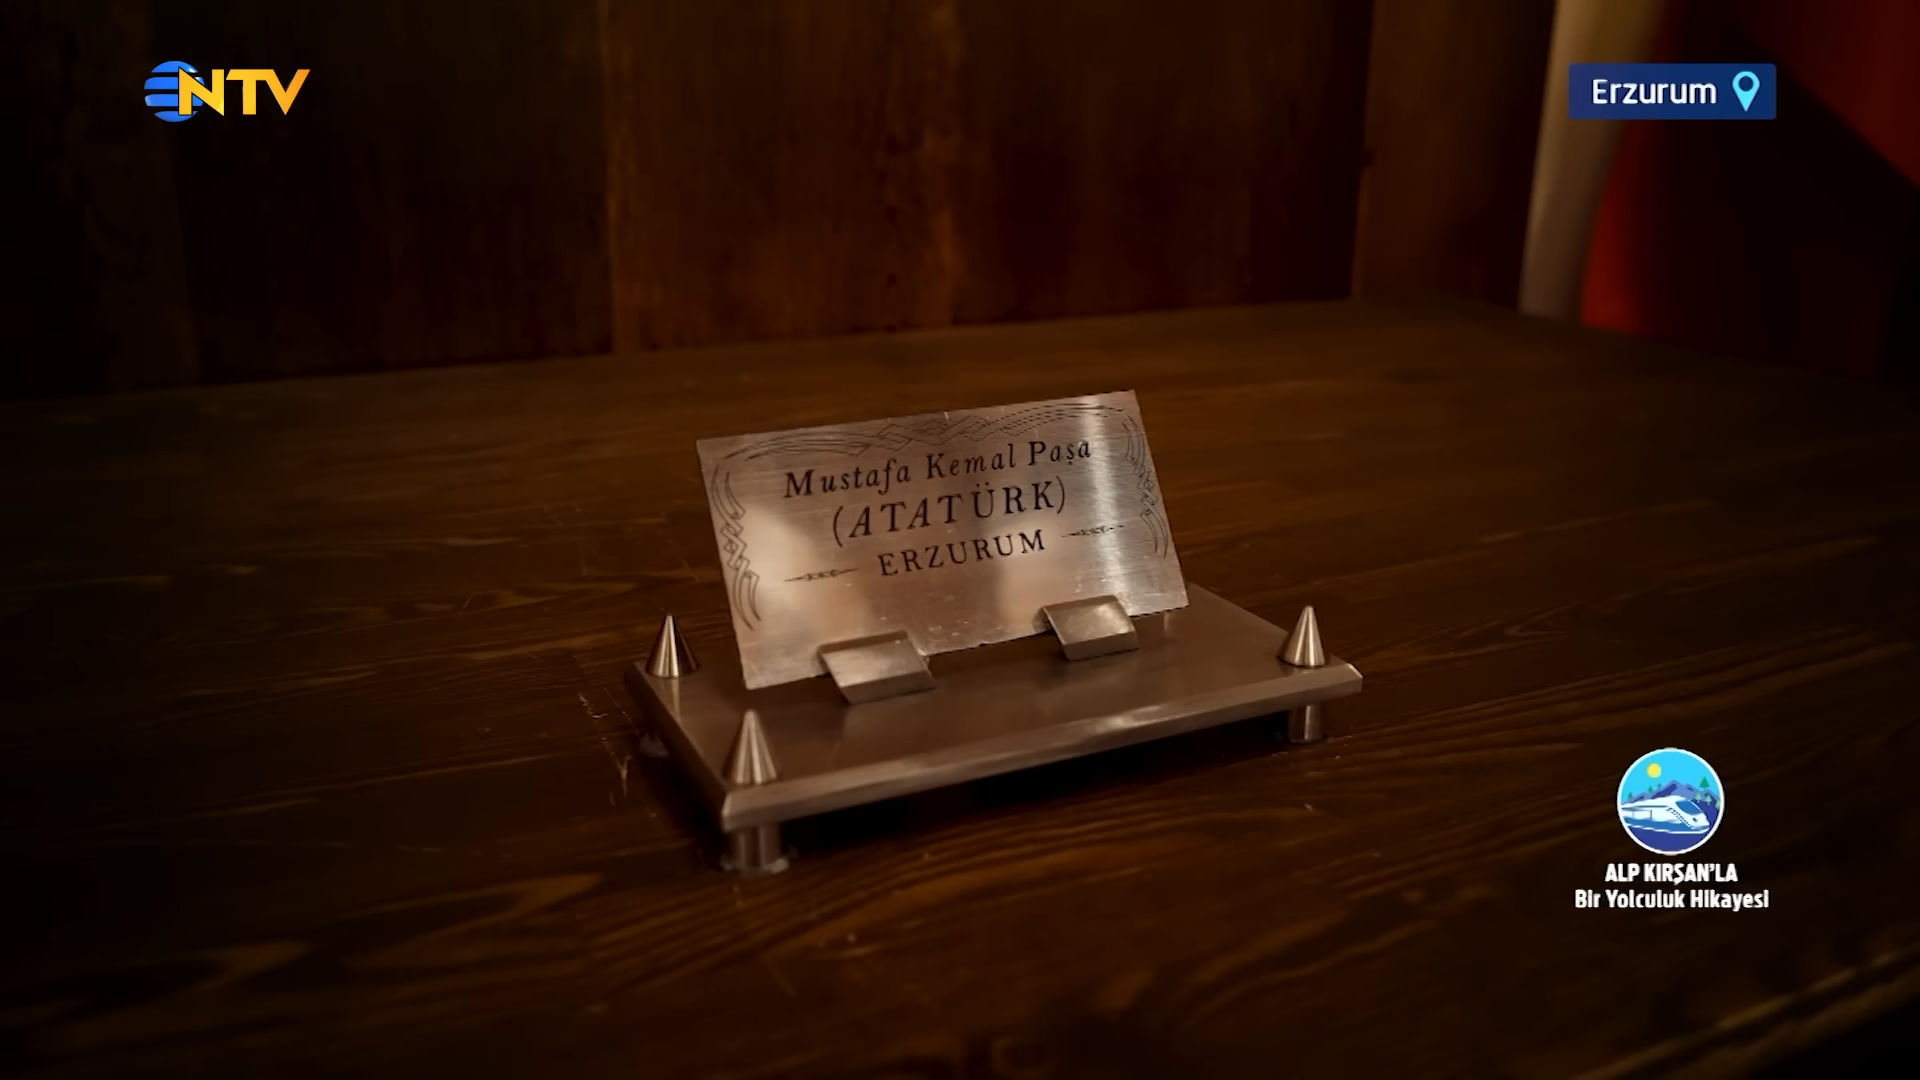 NTV
Erzurum
Mustafa Kemal Paşa
(ATATÜRK)
ERZURUM
ALP KIRŞAN'LA
Bir Yolculuk Hikayesi